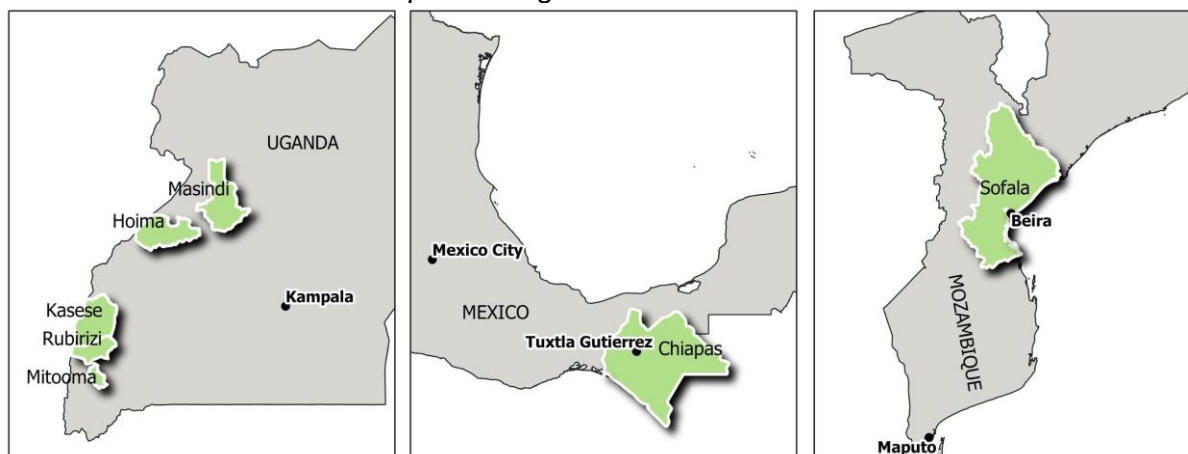 UGANDA
Masindi
Hoima
Kampala
Kasese
Rubirizi
Mitooma
Mexico City
MEXICO
Tuxtla Gutierrez
Chiapas
Sofala
Beira
MOZAMBIQUE
Maputo